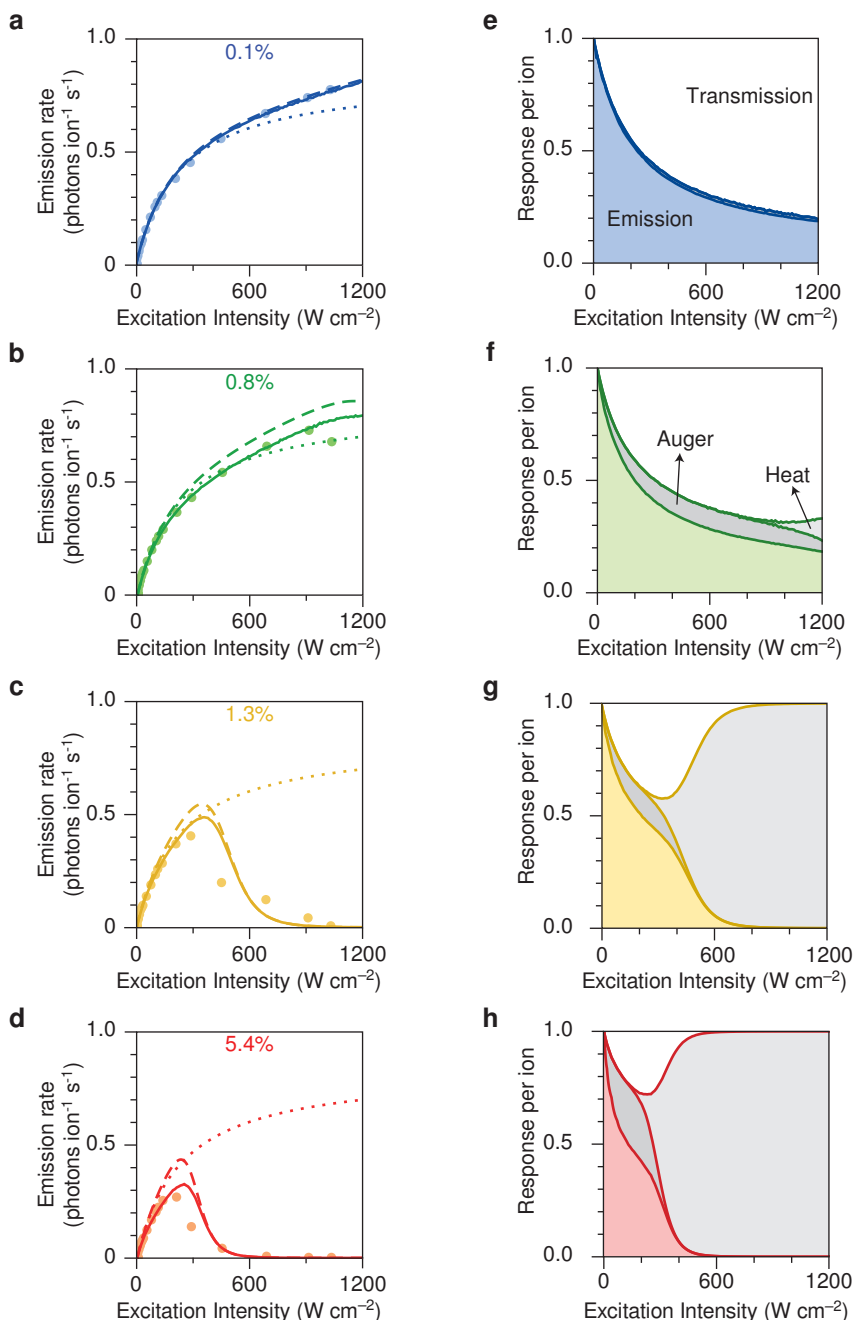 a
1.0
0.5
0
0.1%
Emission rate
(photons ion⁻¹ s⁻¹)
0
600
1200
Excitation Intensity (W cm⁻²)
e
1.0
0.5
0.0
Response per ion
Transmission
Emission
0
600
1200
Excitation Intensity (W cm⁻²)
b
1.0
0.5
0
0.8%
Emission rate
(photons ion⁻¹ s⁻¹)
0
600
1200
Excitation Intensity (W cm⁻²)
f
1.0
0.5
0.0
Response per ion
Auger
Heat
0
600
1200
Excitation Intensity (W cm⁻²)
c
1.0
0.5
0
1.3%
Emission rate
(photons ion⁻¹ s⁻¹)
0
600
1200
Excitation Intensity (W cm⁻²)
g
1.0
0.5
0.0
Response per ion
0
600
1200
Excitation Intensity (W cm⁻²)
d
1.0
0.5
0
5.4%
Emission rate
(photons ion⁻¹ s⁻¹)
0
600
1200
Excitation Intensity (W cm⁻²)
h
1.0
0.5
0.0
Response per ion
0
600
1200
Excitation Intensity (W cm⁻²)